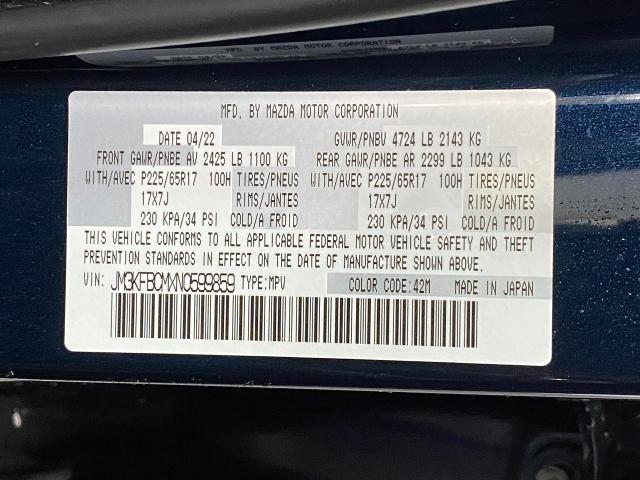 MFD. BY MAZDA MOTOR CORPORATION
DATE 04/22 GVWR/PNBV 4724 LB 2143 KG
FRONT GAWR/PNBE AV 2425 LB 1100 KG REAR GAWR/PNBE AR 2299 LB 1043 KG
WITH/AVEC P225/65R17 100H TIRES/PNEUS WITH/AVEC P225/65R17 100H TIRES/PNEUS
17X7J RIMS/JANTES 17X7J RIMS/JANTES
230 KPA/34 PSI COLD/A FROID 230 KPA/34 PSI COLD/A FROID
THIS VEHICLE CONFORMS TO ALL APPLICABLE FEDERAL MOTOR VEHICLE SAFETY AND THEFT
PREVENTION STANDARDS IN EFFECT ON THE DATE OF MANUFACTURE SHOWN ABOVE.
VIN: JM3KFBCMXN0599859 TYPE:MPV COLOR CODE:42M MADE IN JAPAN